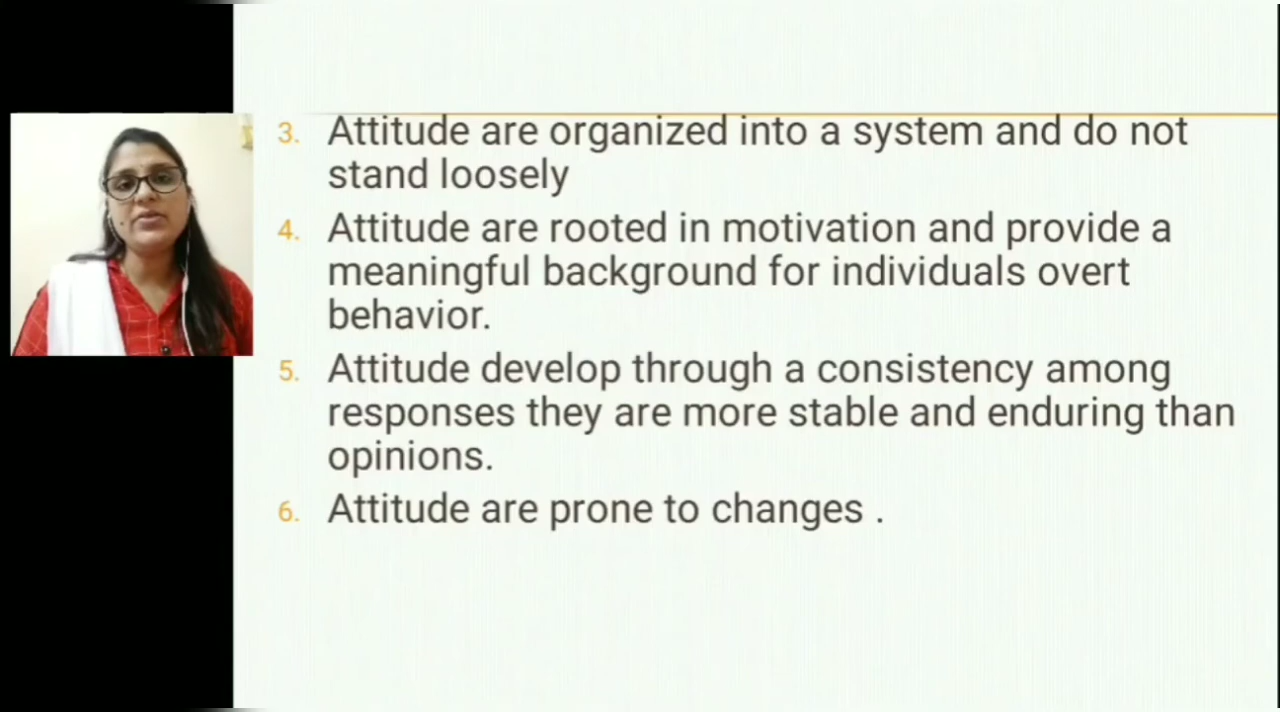 3. Attitude are organized into a system and do not
stand loosely
4. Attitude are rooted in motivation and provide a
meaningful background for individuals overt
behavior.
5. Attitude develop through a consistency among
responses they are more stable and enduring than
opinions.
6. Attitude are prone to changes .